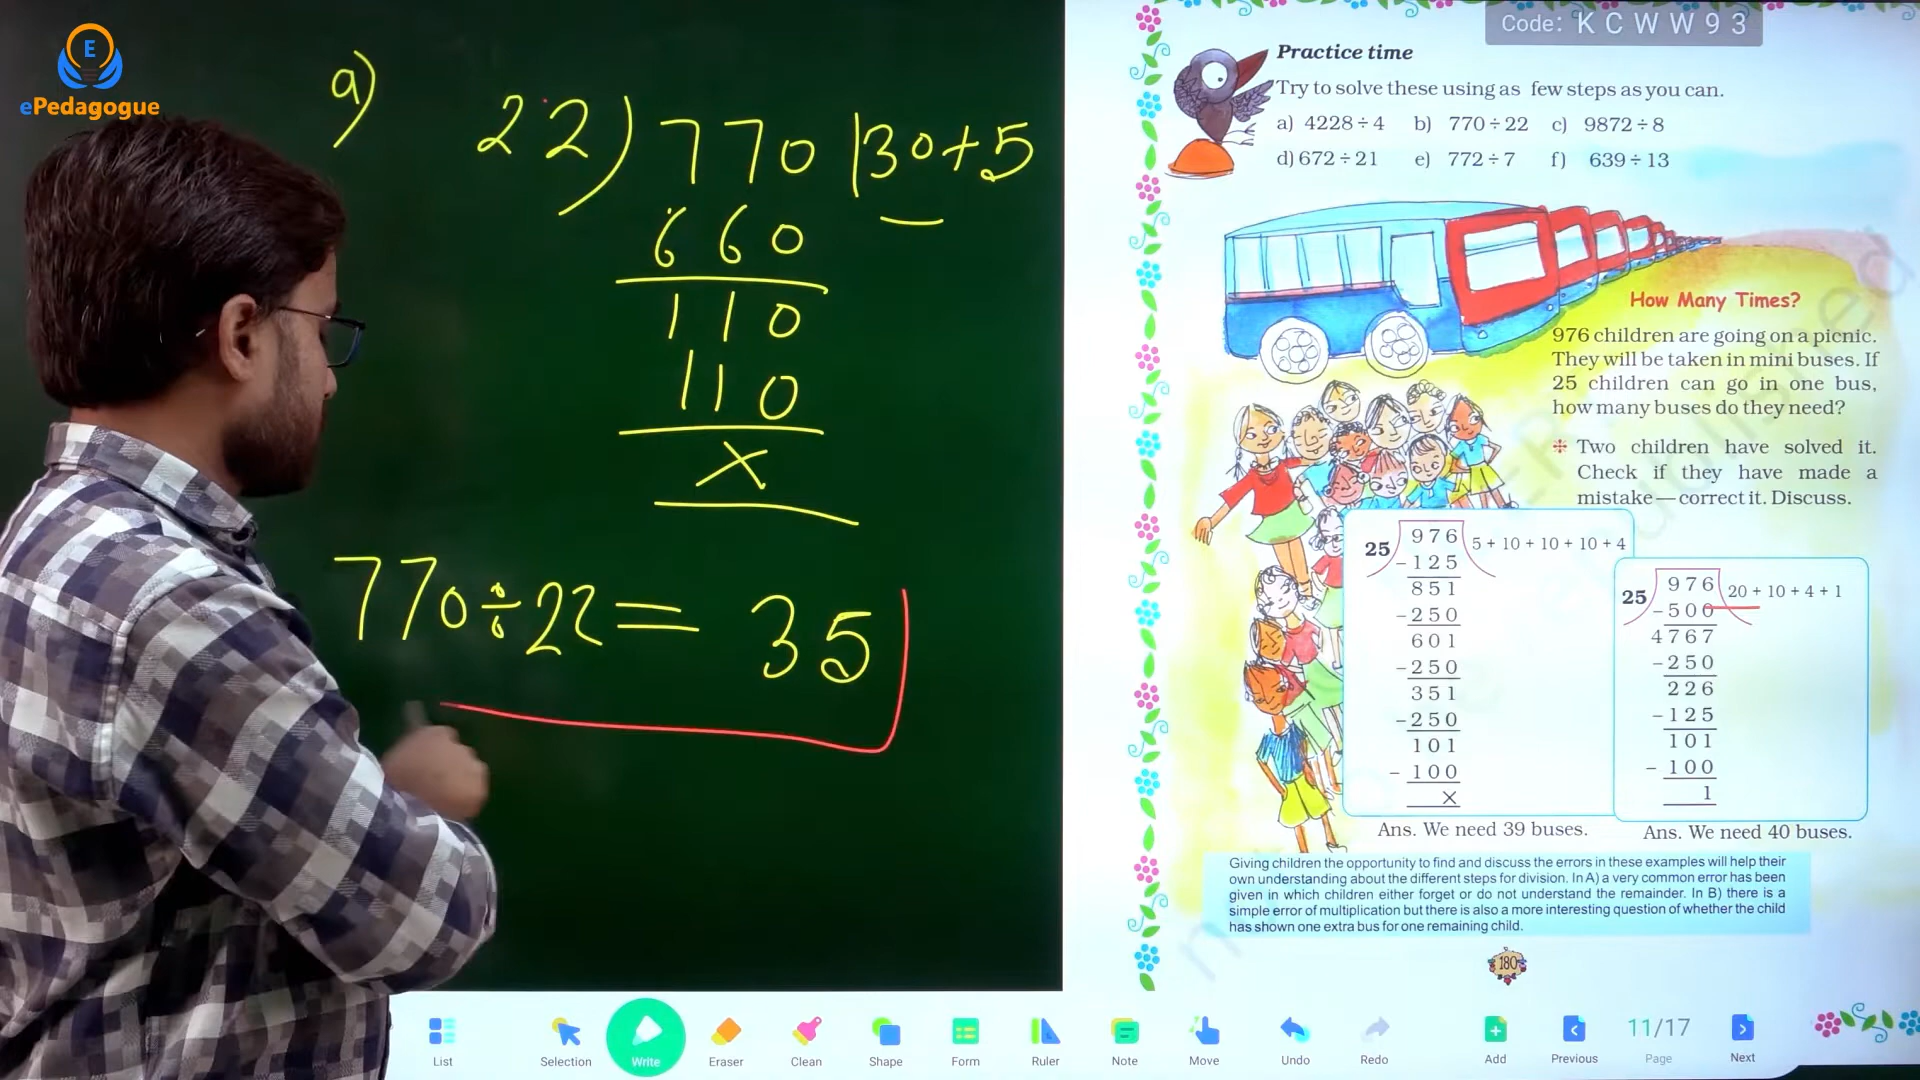 E
ePedagogue
a)
22) 770 |30+5
660
110
110
x
770÷22= 35
Code: KCWW93
Practice time
Try to solve these using as few steps as you can.
a) 4228 ÷ 4 b) 770 ÷ 22 c) 9872 ÷ 8
d) 672 ÷ 21 e) 772 ÷ 7 f) 639 ÷ 13
How Many Times?
976 children are going on a picnic.
They will be taken in mini buses. If
25 children can go in one bus,
how many buses do they need?
❉ Two children have solved it.
Check if they have made a
mistake — correct it. Discuss.
25 976 5 + 10 + 10 + 10 + 4
–125
851
–250
601
–250
351
–250
101
– 100
x
Ans. We need 39 buses.
25 976 20 + 10 + 4 + 1
–500
4767
–250
226
–125
101
– 100
1
Ans. We need 40 buses.
Giving children the opportunity to find and discuss the errors in these examples will help their
own understanding about the different steps for division. In A) a very common error has been
given in which children either forget or do not understand the remainder. In B) there is a
simple error of multiplication but there is also a more interesting question of whether the child
has shown one extra bus for one remaining child.
180
List
Selection
Write
Eraser
Clean
Shape
Form
Ruler
Note
Move
Undo
Redo
Add
Previous
11/17
Page
Next